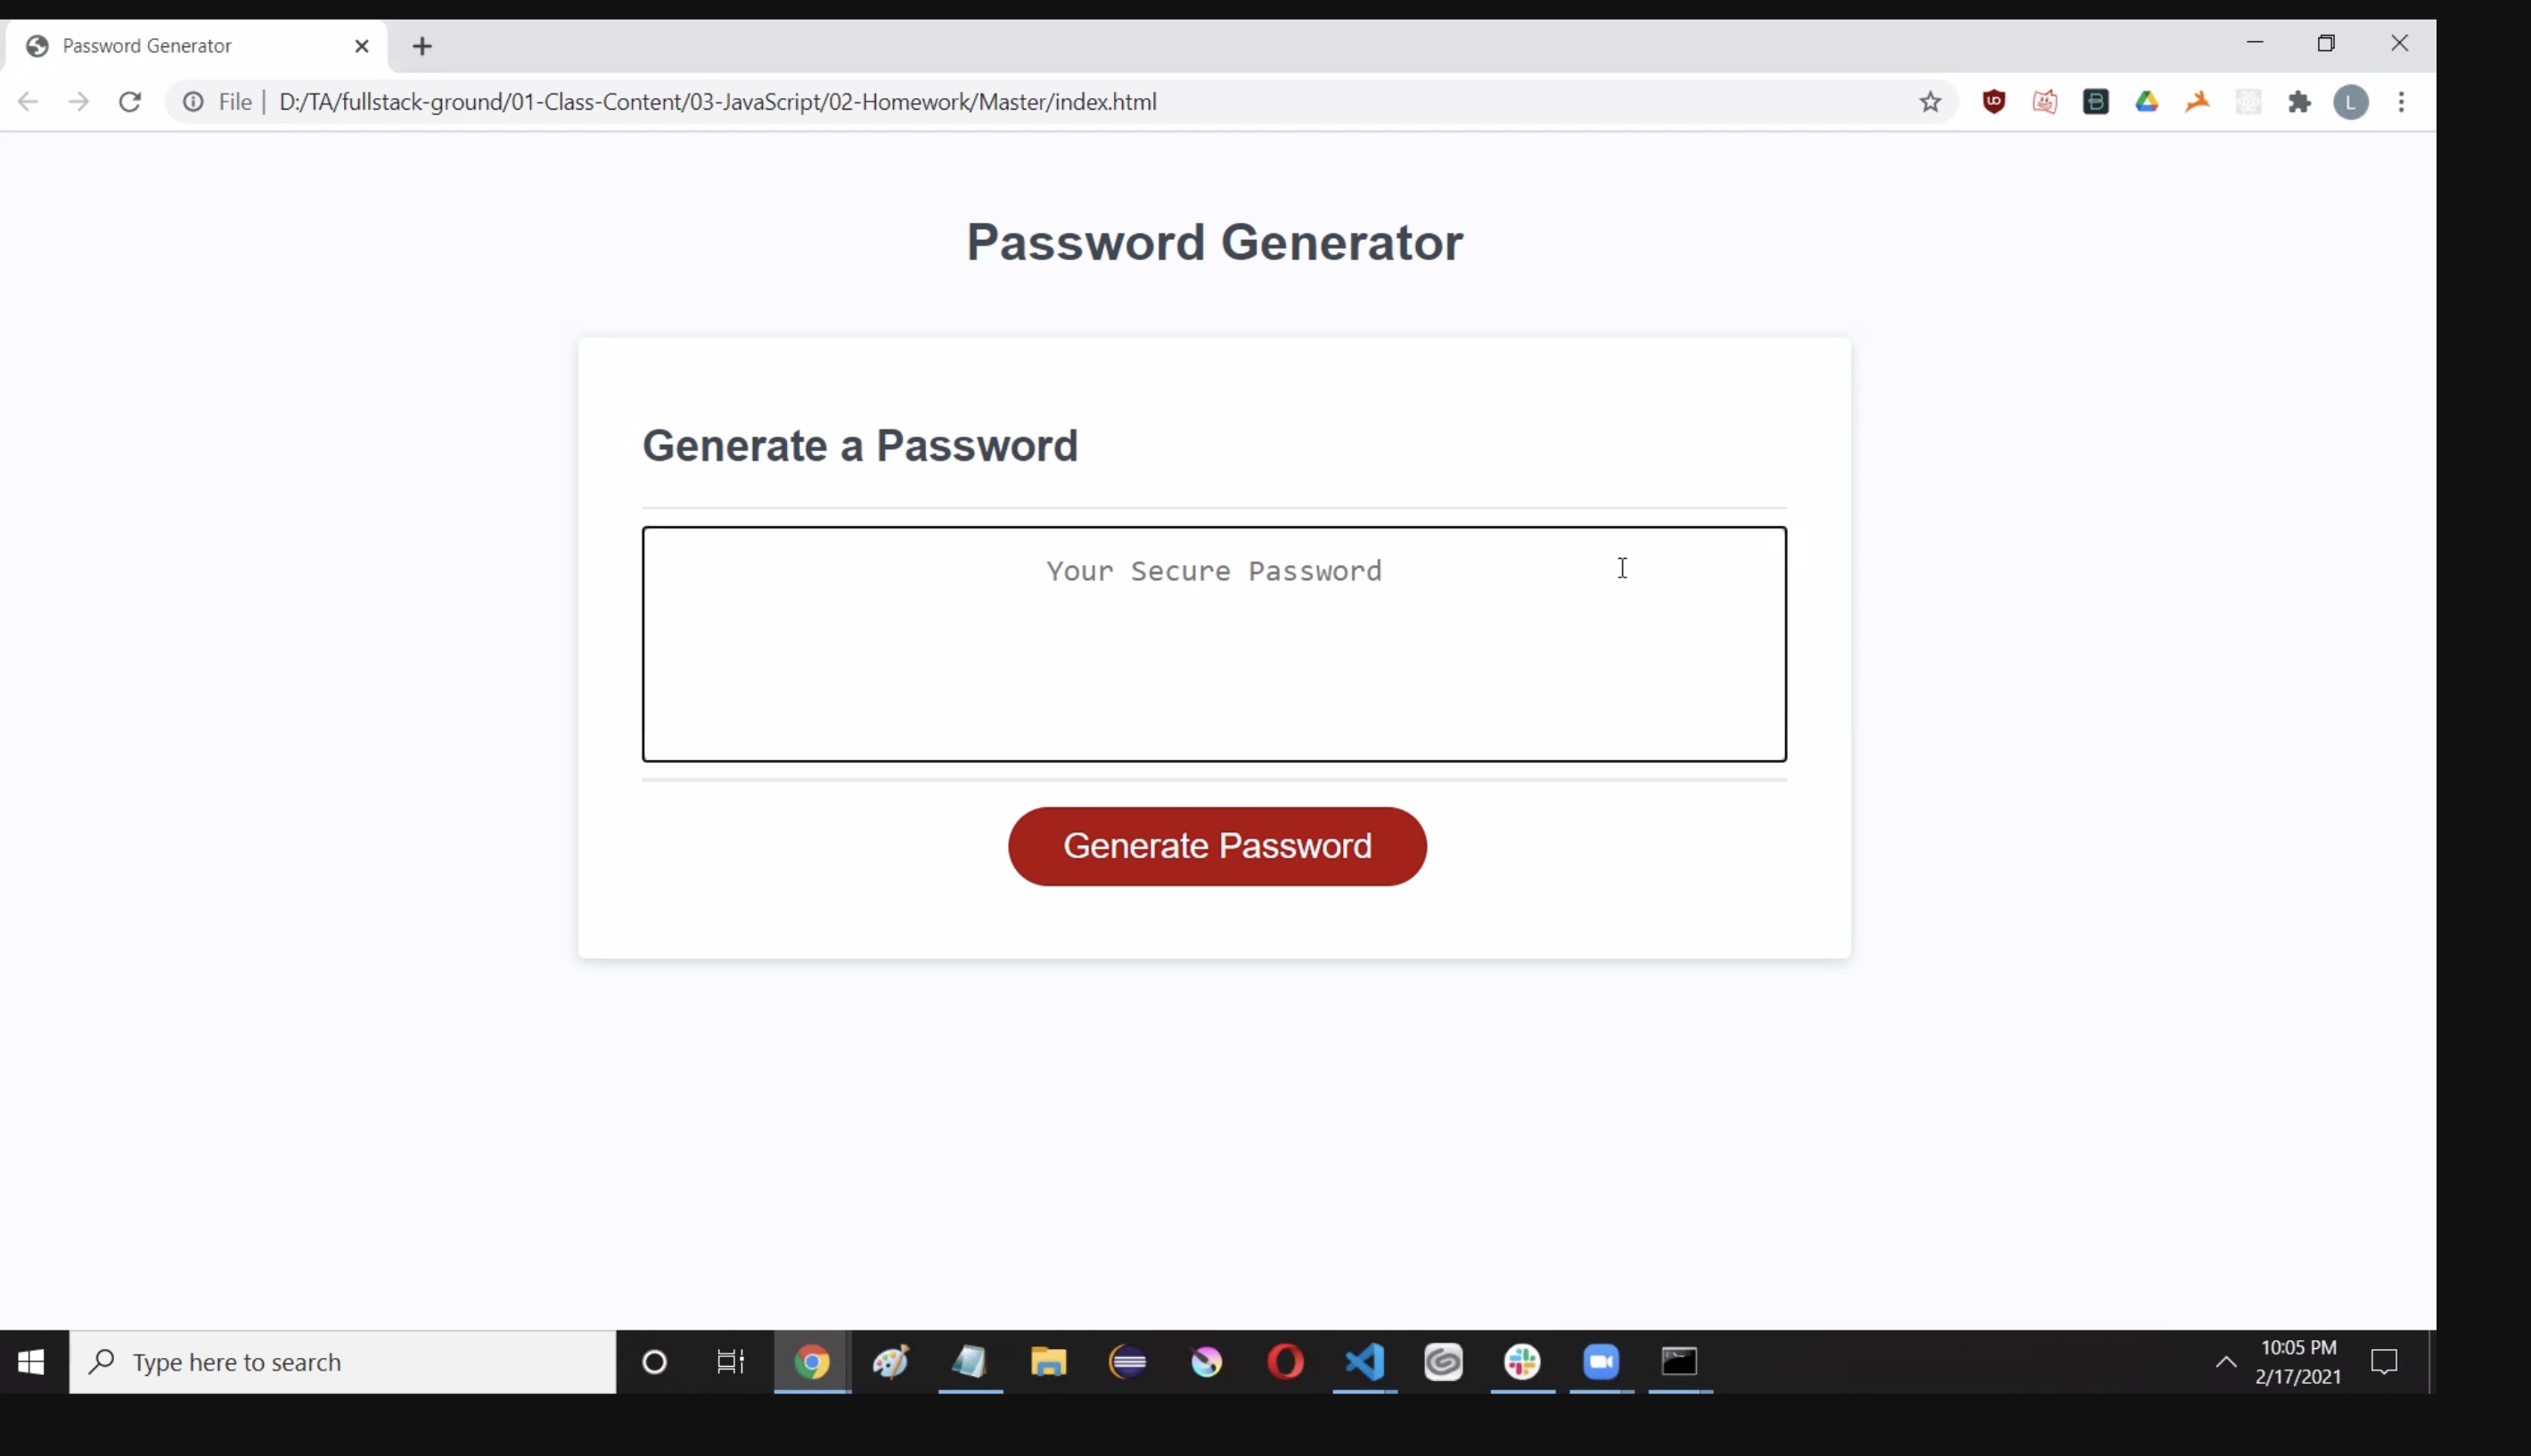 Password Generator
File | D:/TA/fullstack-ground/01-Class-Content/03-JavaScript/02-Homework/Master/index.html
L
Password Generator
Generate a Password
Your Secure Password
Generate Password
Type here to search
10:05 PM
2/17/2021